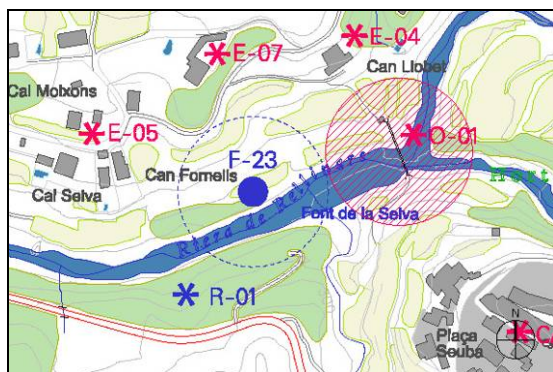 E-04
E-07
Can Llobet
Cal Moixons
E-05
O-01
F-23
Can Fornells
Hort
Cal Selva
Font de la Selva
Riera de
R-01
N
Plaça
Seuba